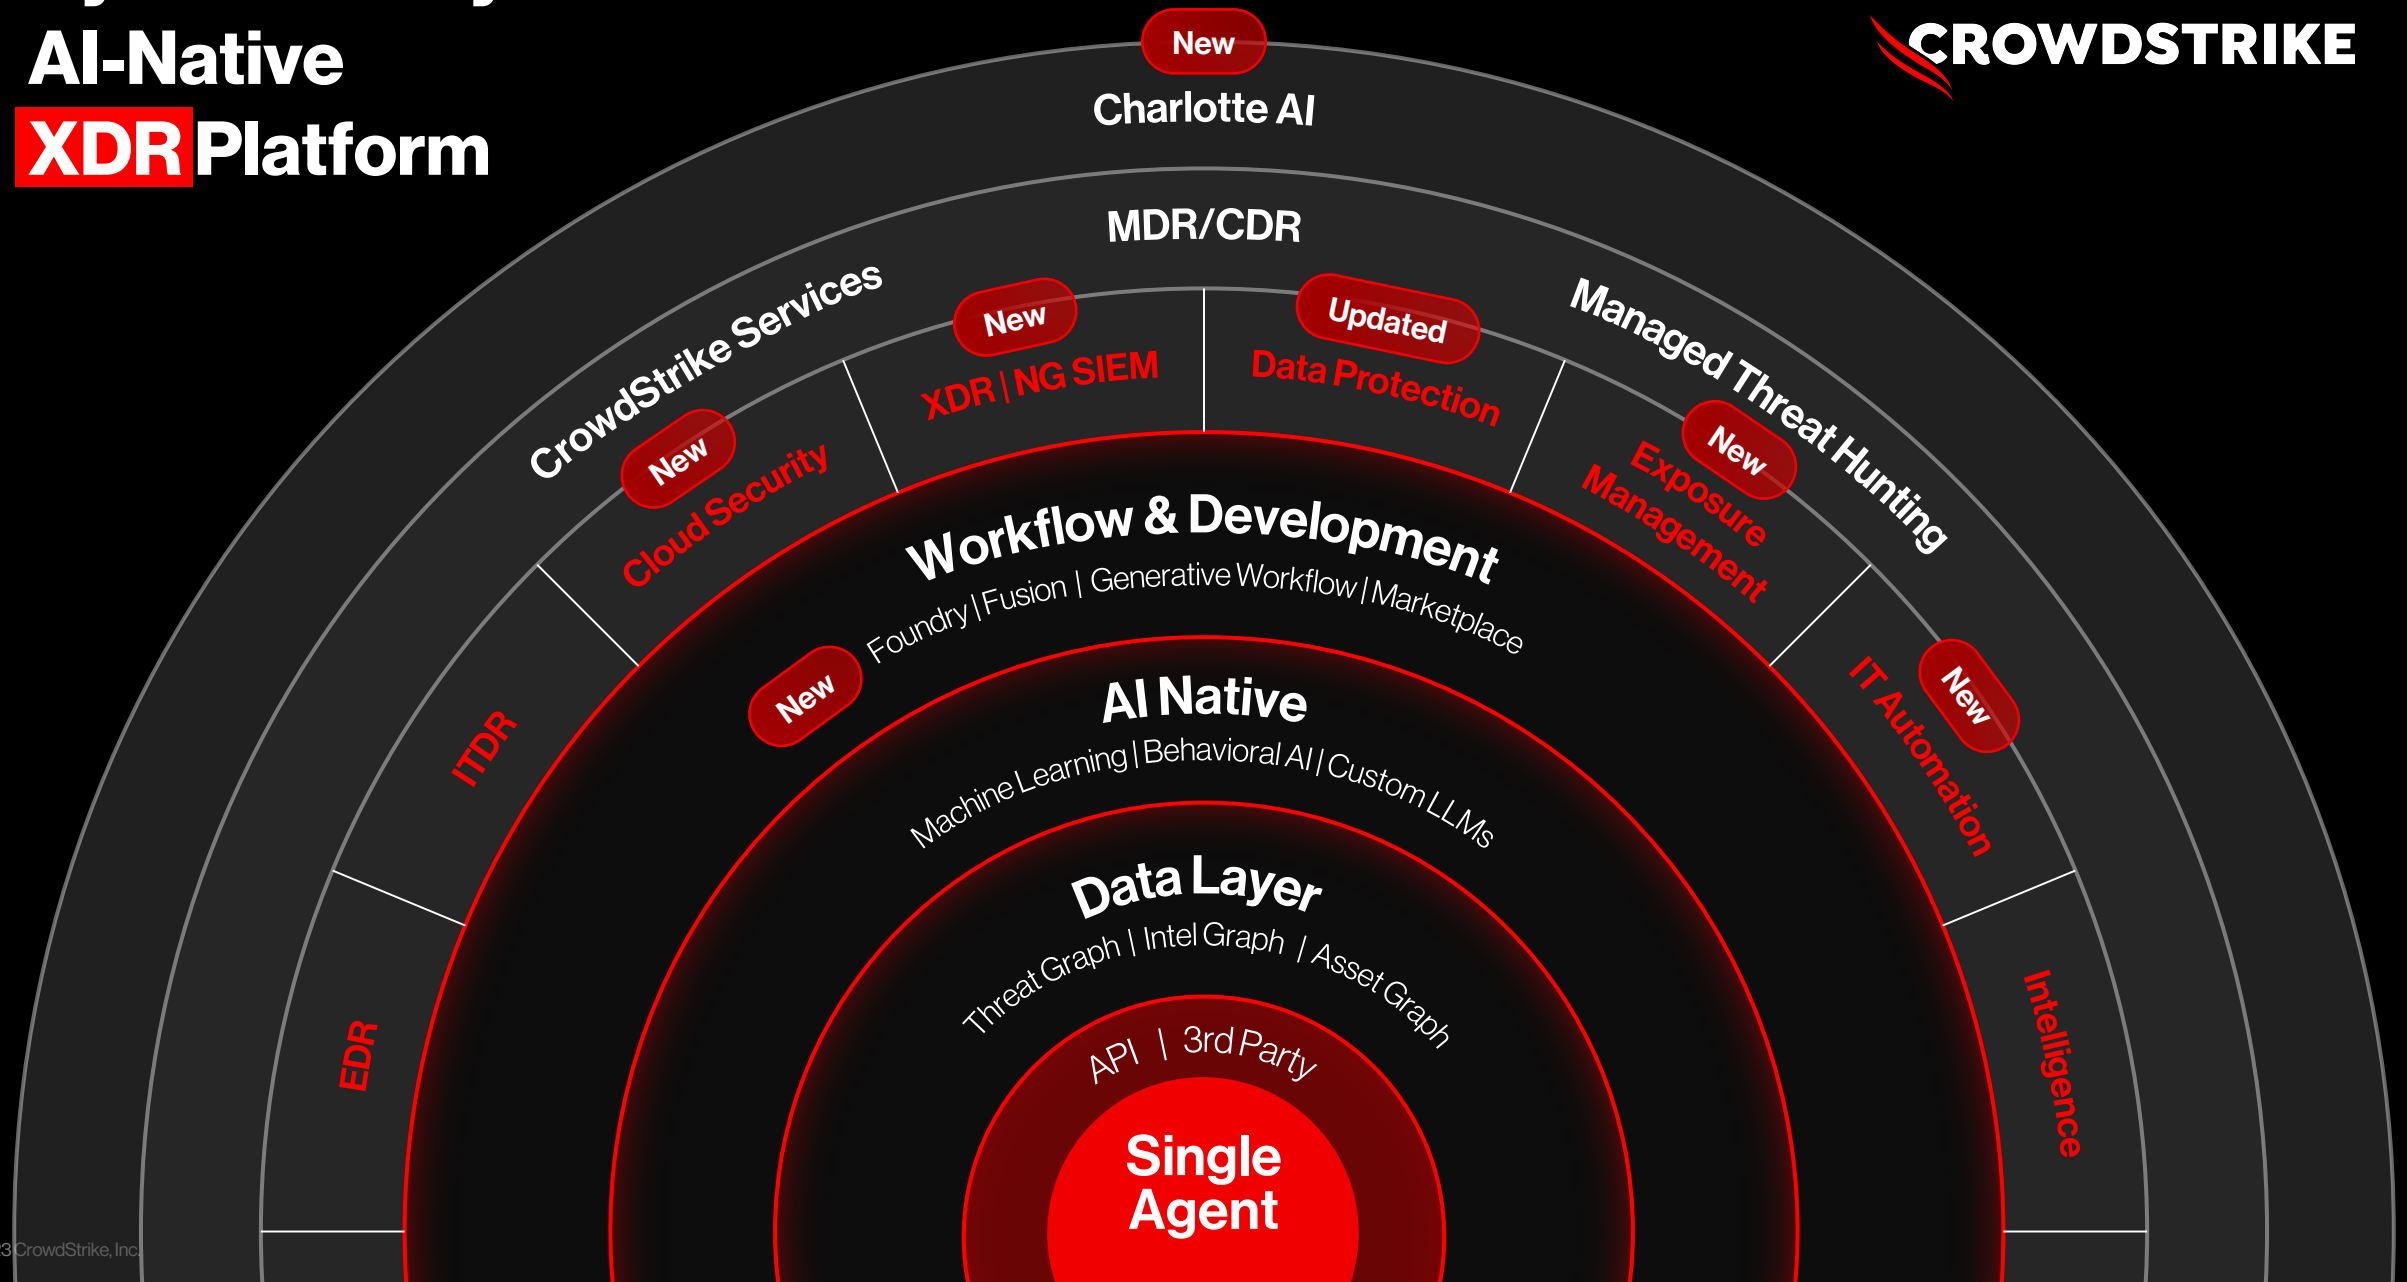 AI-Native
XDR Platform
CROWDSTRIKE
New
Charlotte AI
MDR/CDR
CrowdStrike Services
Managed Threat Hunting
New
XDR | NG SIEM
Updated
Data Protection
New
Cloud Security
New
Exposure
Management
ITDR
New
IT Automation
EDR
Intelligence
Workflow & Development
Foundry | Fusion | Generative Workflow | Marketplace
New
AI Native
Machine Learning | Behavioral AI | Custom LLMs
Data Layer
Threat Graph | Intel Graph | Asset Graph
API | 3rd Party
Single
Agent
3 CrowdStrike, Inc.